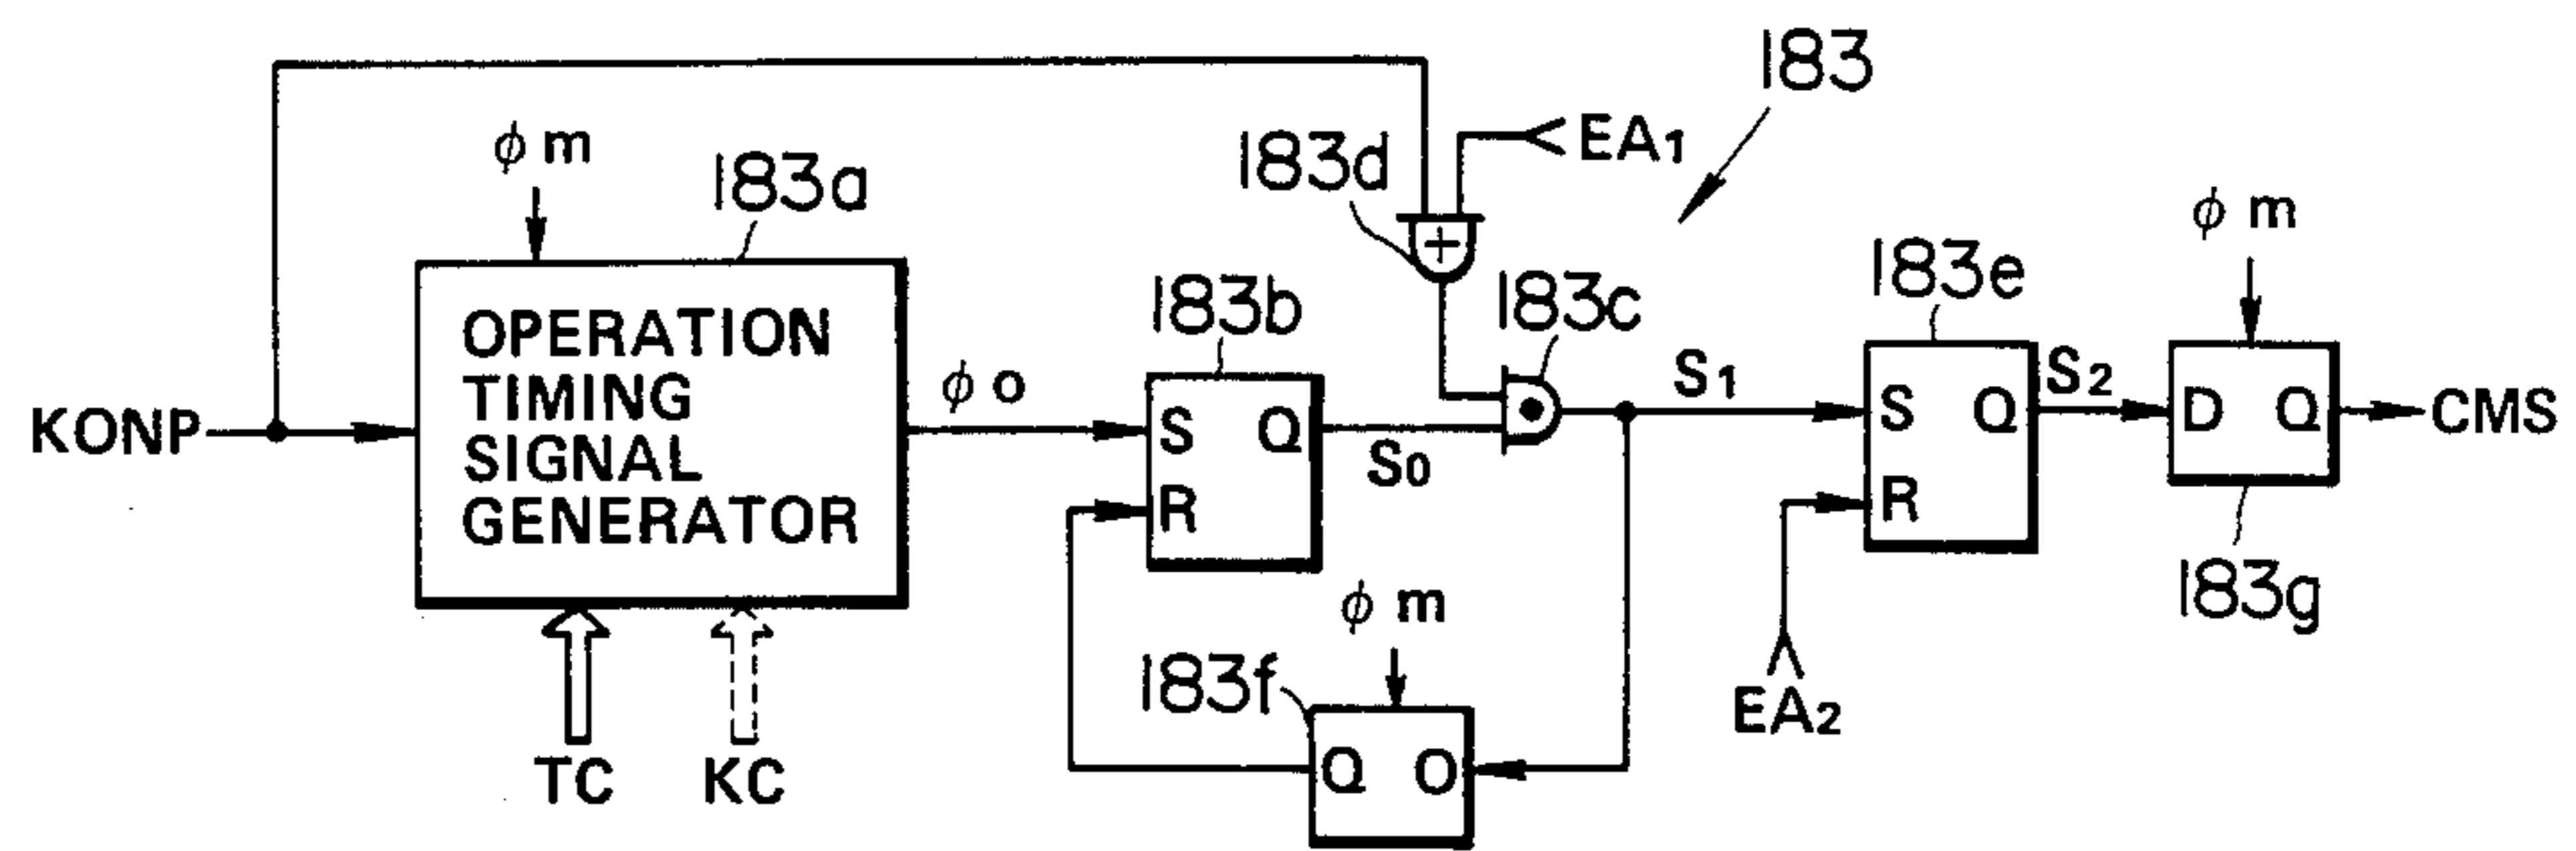 183
EA1
183d
φ m
183a
φ m
183e
183b
183c
OPERATION
TIMING
SIGNAL
GENERATOR
KONP
φ o
S Q
R
S0
S1
S Q
R
S2
D Q
CMS
183g
φ m
183f
Q O
EA2
TC
KC